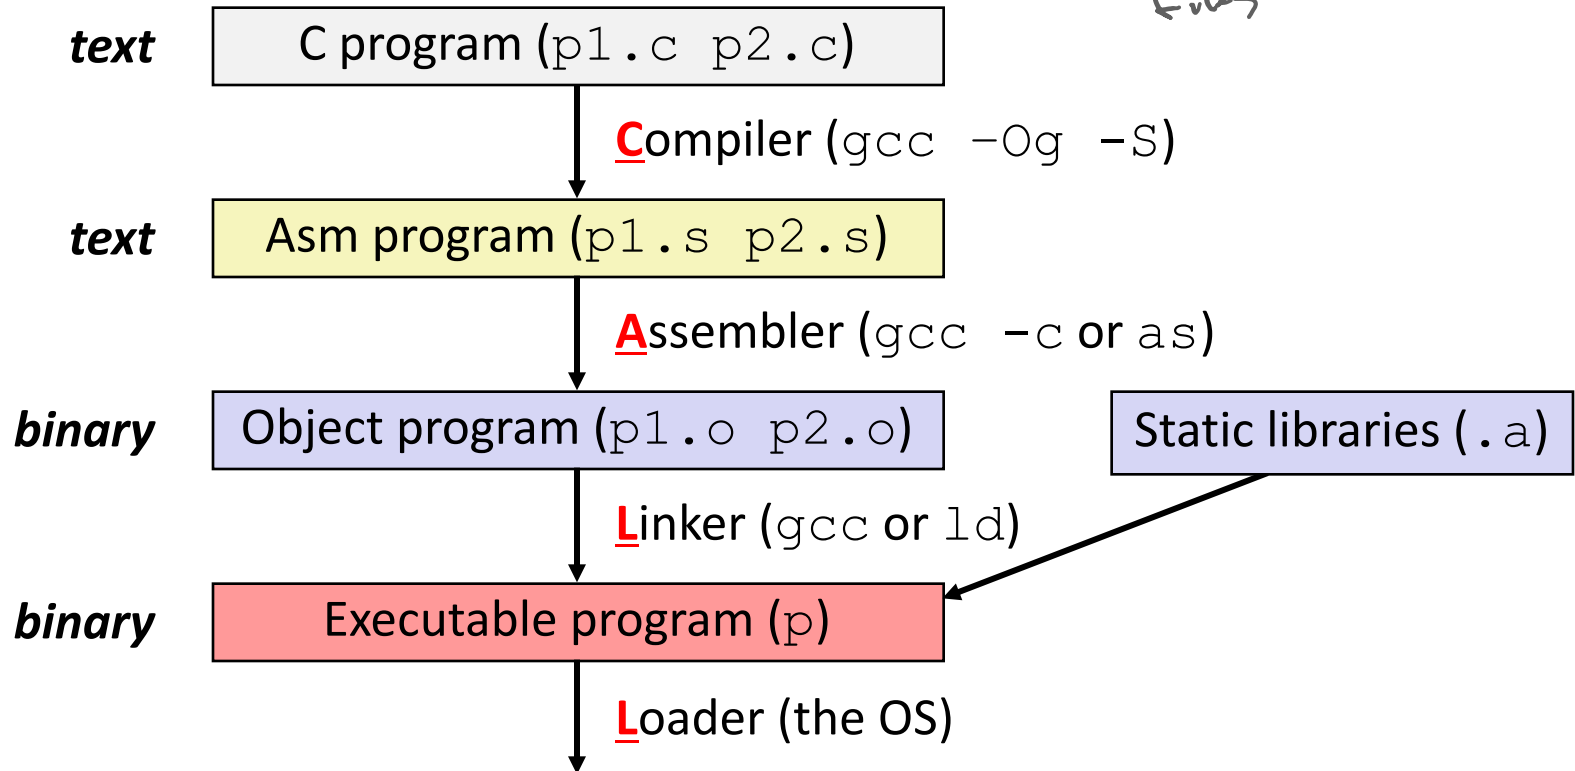 text C program (p1.c p2.c)
Compiler (gcc -Og -S)
text Asm program (p1.s p2.s)
Assembler (gcc -c or as)
binary Object program (p1.o p2.o) Static libraries (.a)
Linker (gcc or ld)
binary Executable program (p)
Loader (the OS)